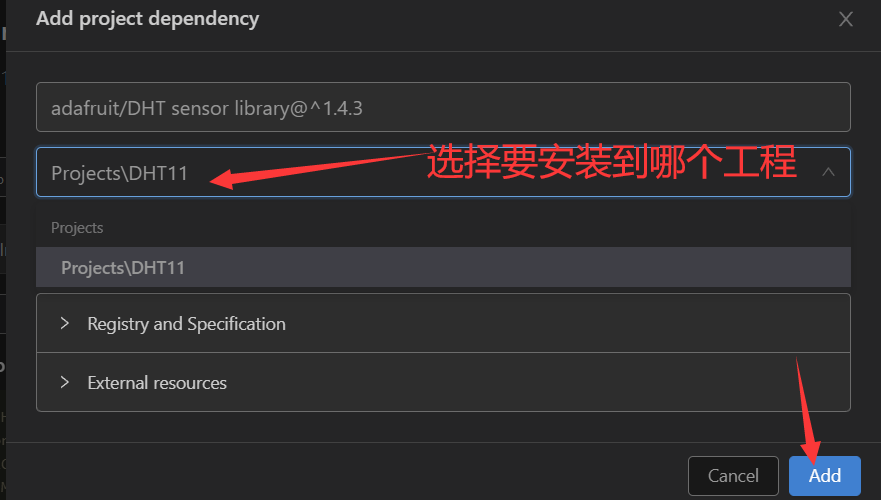 Add project dependency
adafruit/DHT sensor library@^1.4.3
Projects\DHT11
选择要安装到哪个工程
Projects
Projects\DHT11
Registry and Specification
External resources
Cancel
Add